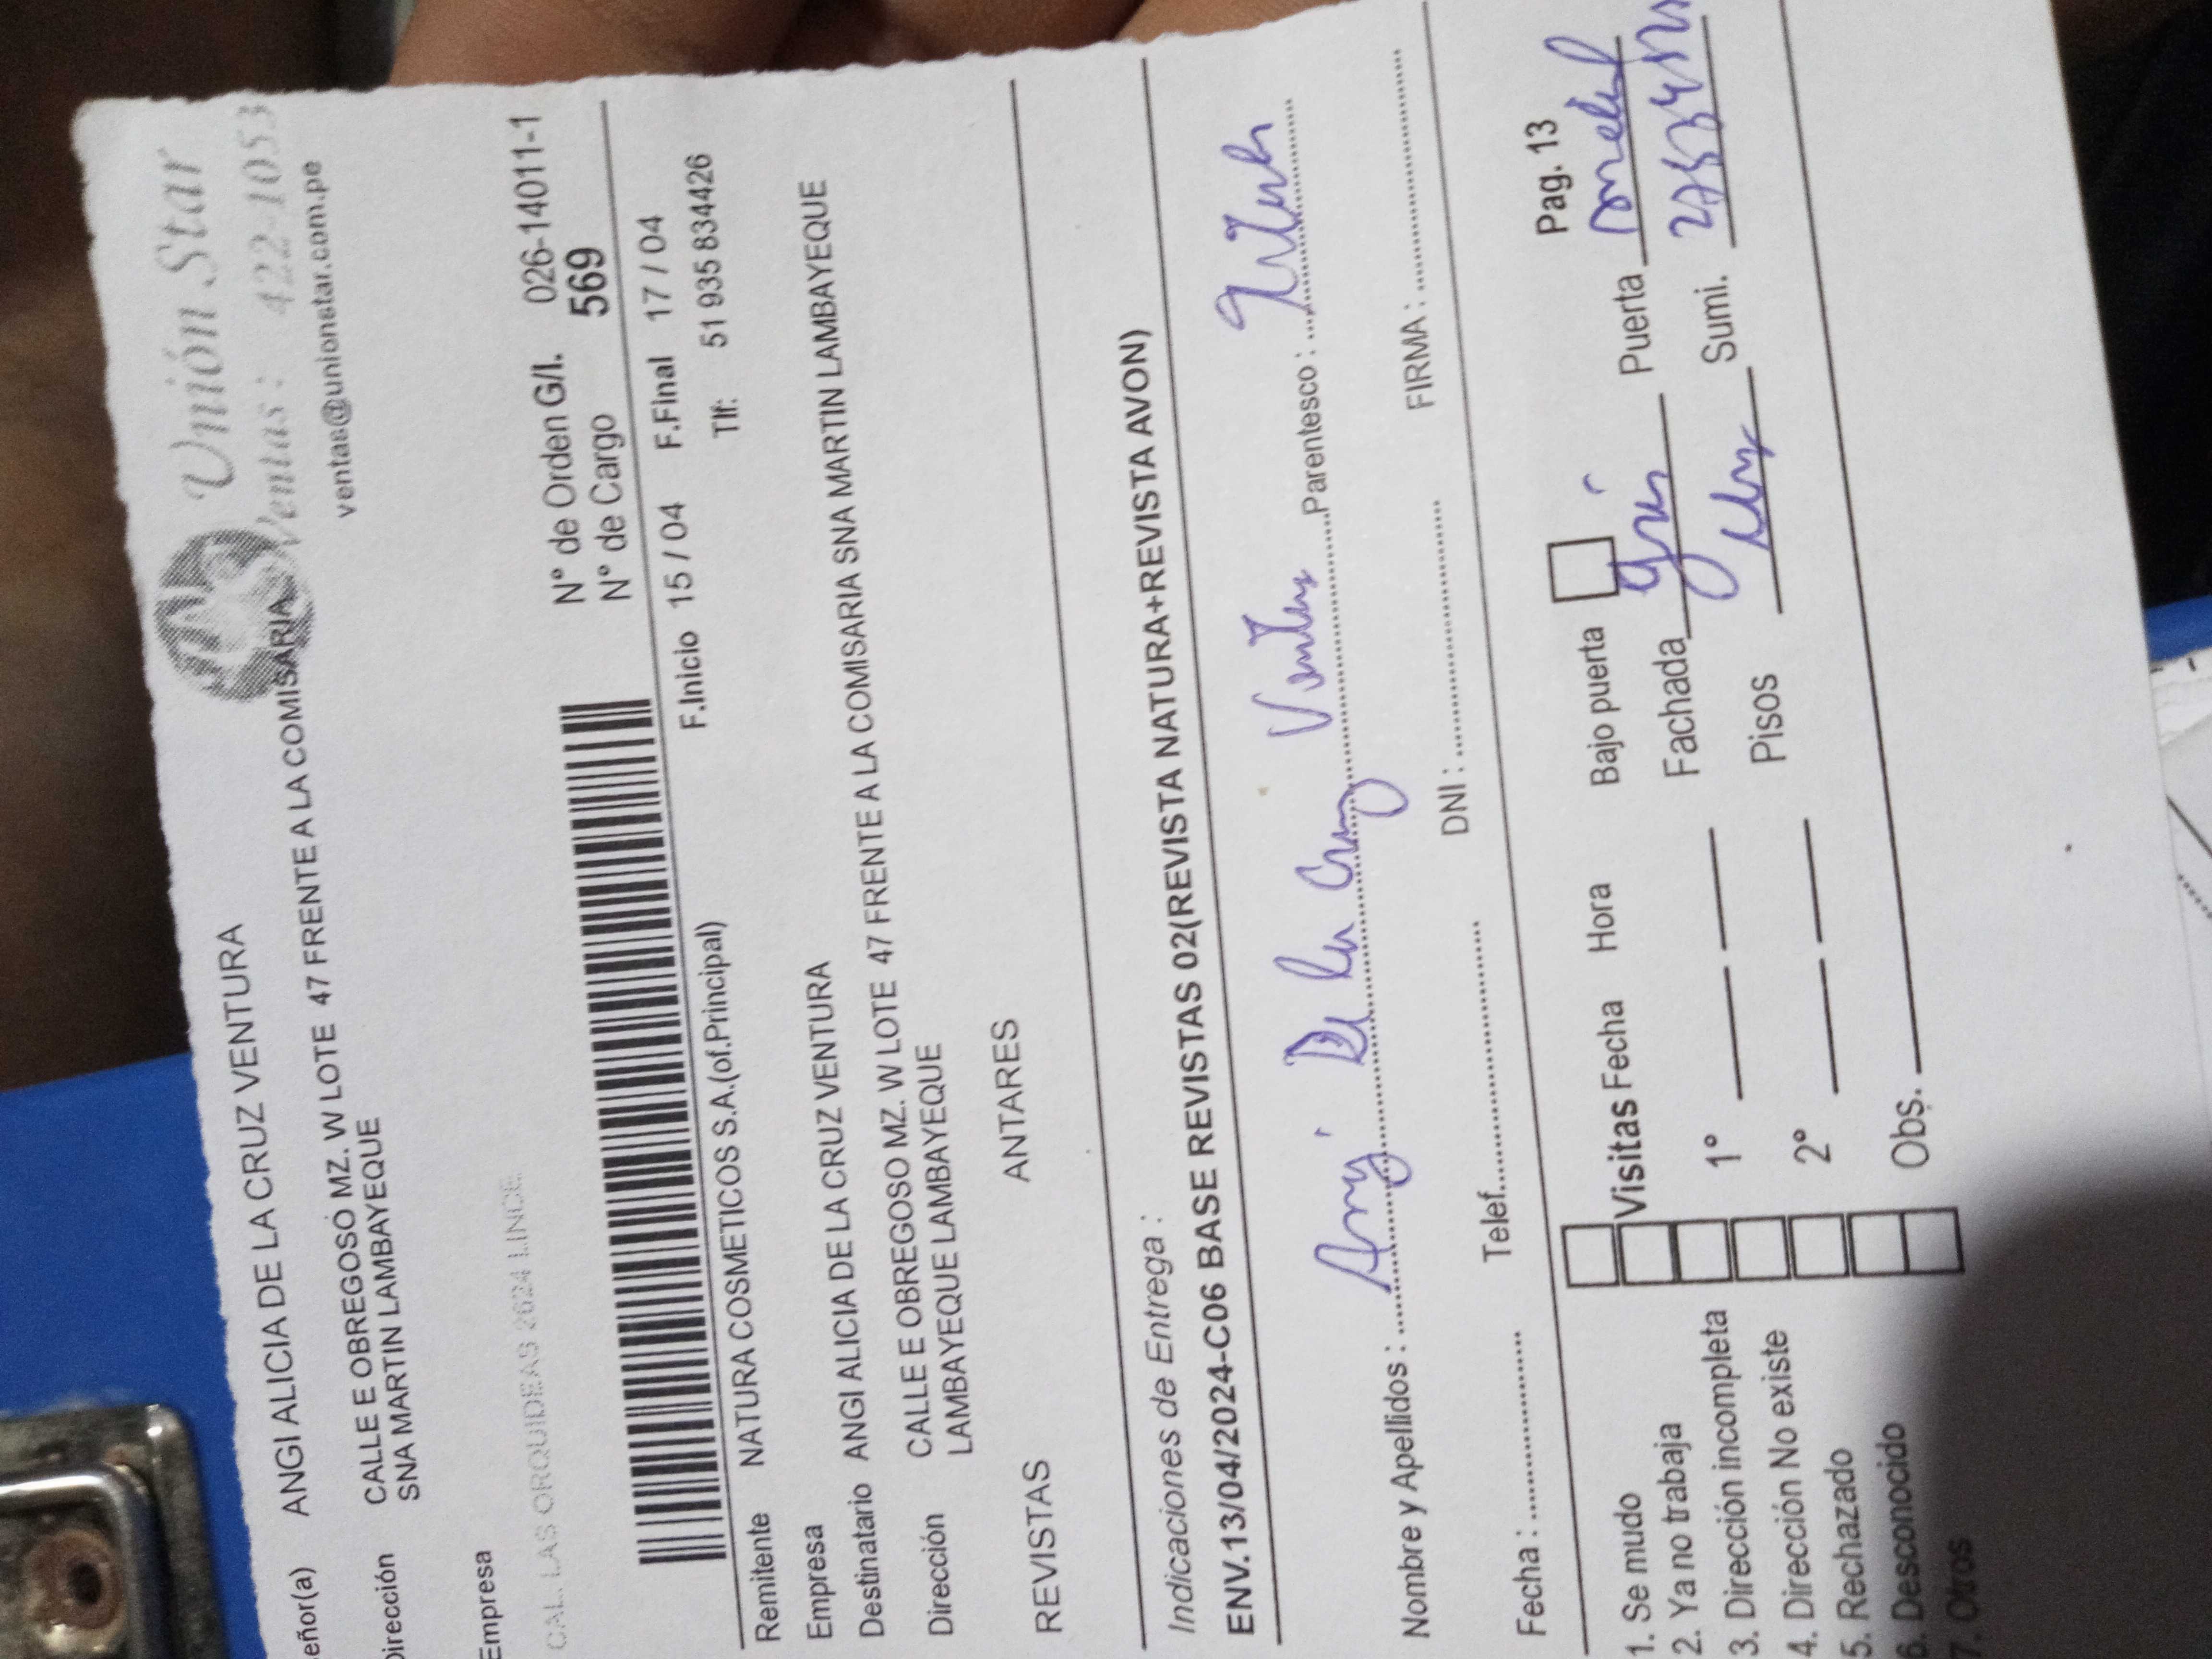 Unión Star
Ventas: 422-1053
ventas@unionstar.com.pe
eñor(a) ANGI ALICIA DE LA CRUZ VENTURA
Dirección CALLE E OBREGOSO MZ. W LOTE 47 FRENTE A LA COMISARIA
SNA MARTIN LAMBAYEQUE
Empresa
CAL. LAS ORQUIDEAS 2624 LINCE
N° de Orden G/I. 026-14011-1
N° de Cargo 569
F.Inicio 15 / 04 F.Final 17 / 04
Remitente NATURA COSMETICOS S.A.(of.Principal) Tlf: 51 935 834426
Empresa
Destinatario ANGI ALICIA DE LA CRUZ VENTURA
Dirección CALLE E OBREGOSO MZ. W LOTE 47 FRENTE A LA COMISARIA SNA MARTIN LAMBAYEQUE
LAMBAYEQUE LAMBAYEQUE
REVISTAS ANTARES
Indicaciones de Entrega :
ENV.13/04/2024-C06 BASE REVISTAS 02(REVISTA NATURA+REVISTA AVON)
Nombre y Apellidos : Angi De La Cruz Ventura Parentesco : Titular
Fecha : Telef. DNI : FIRMA :
Pag. 13
1. Se mudo
2. Ya no trabaja
3. Dirección incompleta
4. Dirección No existe
5. Rechazado
6. Desconocido
7. Otros
Visitas Fecha Hora Bajo puerta
1° Fachada Puerta
2° Pisos Sumi.
Obs.